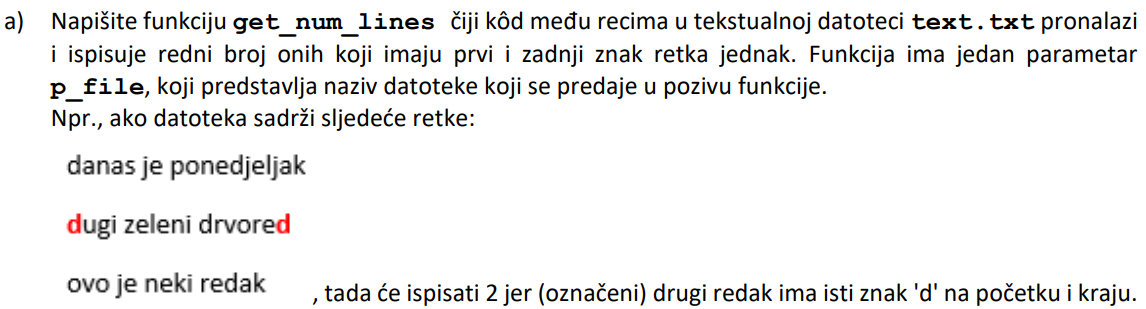 a) Napišite funkciju get_num_lines čiji kôd među recima u tekstualnoj datoteci text.txt pronalazi
i ispisuje redni broj onih koji imaju prvi i zadnji znak retka jednak. Funkcija ima jedan parametar
p_file, koji predstavlja naziv datoteke koji se predaje u pozivu funkcije.
Npr., ako datoteka sadrži sljedeće retke:
danas je ponedjeljak
dugi zeleni drvored
ovo je neki redak , tada će ispisati 2 jer (označeni) drugi redak ima isti znak 'd' na početku i kraju.